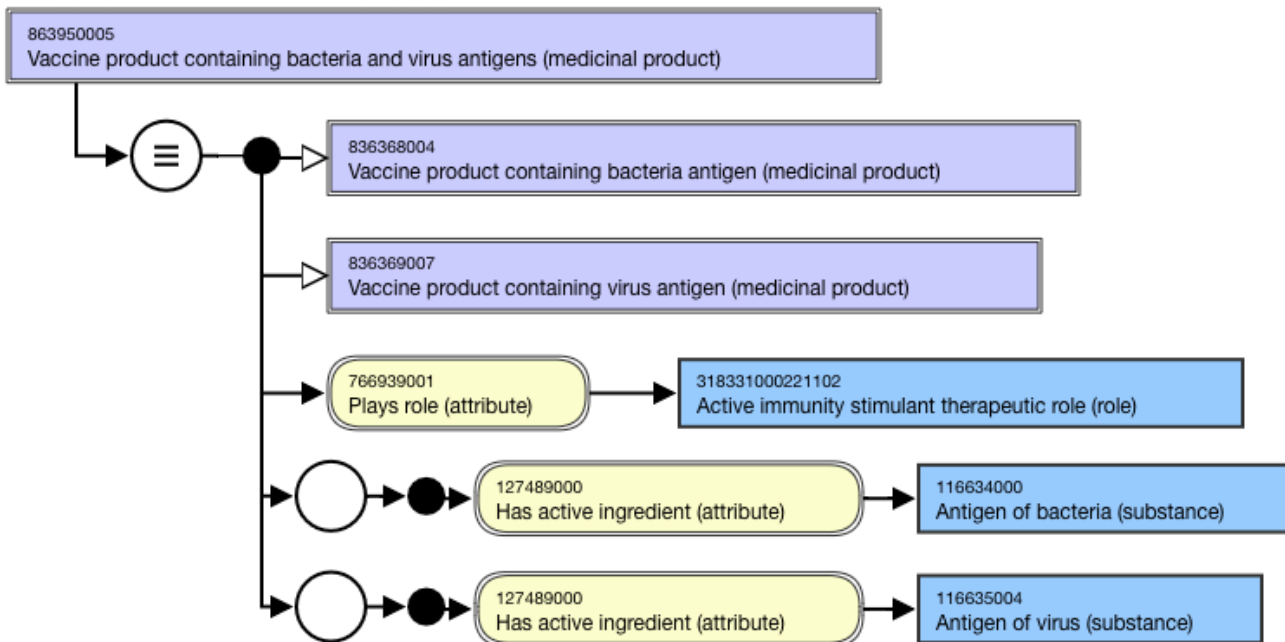 863950005
Vaccine product containing bacteria and virus antigens (medicinal product)
836368004
Vaccine product containing bacteria antigen (medicinal product)
836369007
Vaccine product containing virus antigen (medicinal product)
766939001
Plays role (attribute)
318331000221102
Active immunity stimulant therapeutic role (role)
127489000
Has active ingredient (attribute)
116634000
Antigen of bacteria (substance)
127489000
Has active ingredient (attribute)
116635004
Antigen of virus (substance)